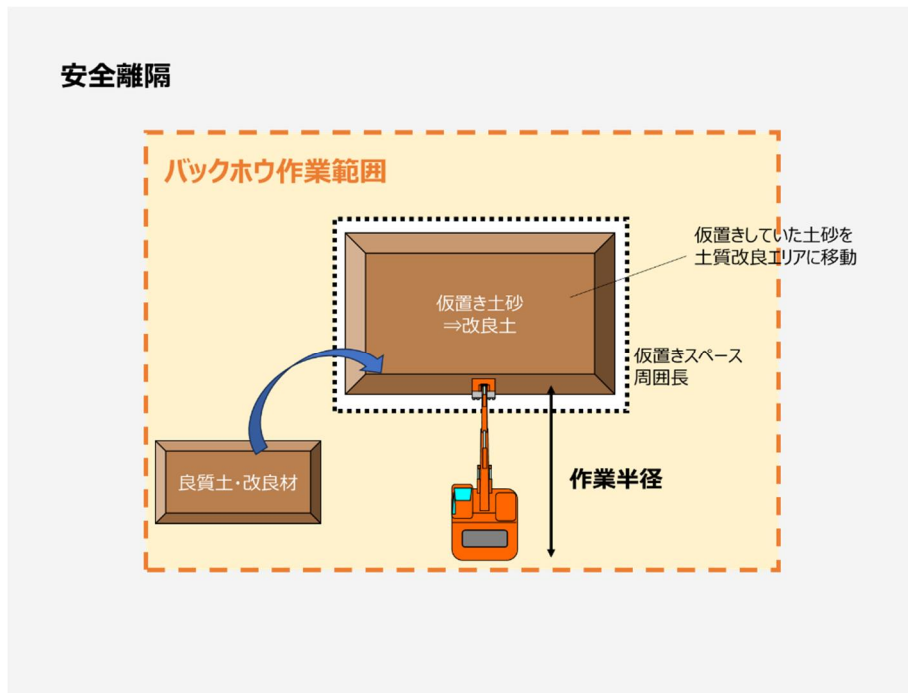 安全離隔
バックホウ作業範囲
仮置きしていた土砂を
土質改良エリアに移動
仮置き土砂
⇒改良土
仮置きスペース
周囲長
良質土・改良材
作業半径